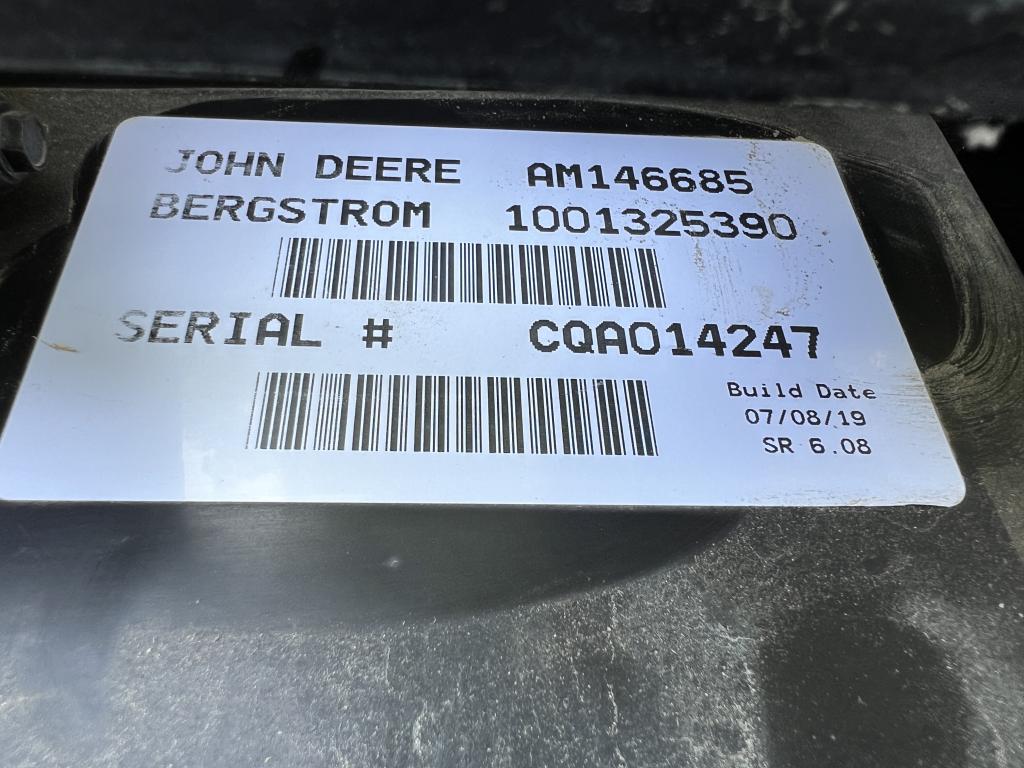 JOHN DEERE AM146685
BERGSTROM 1001325390
SERIAL # CQA014247
Build Date
07/08/19
SR 6.08